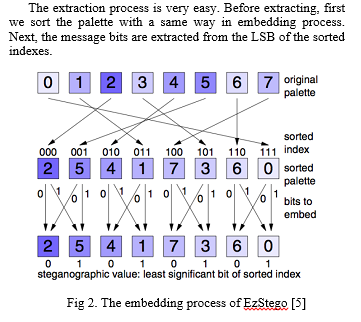 The extraction process is very easy. Before extracting, first
we sort the palette with a same way in embedding process.
Next, the message bits are extracted from the LSB of the sorted
indexes.
0 1 2 3 4 5 6 7 original
palette
sorted
000 001 010 011 100 101 110 111 index
2 5 4 1 7 3 6 0 sorted
palette
0 1 0 1 0 1 0 1 0 1 0 1 0 1 0 1 bits to
embed
2 5 4 1 7 3 6 0
0 1 0 1 0 1 0 1
steganographic value: least significant bit of sorted index
Fig 2. The embedding process of EzStego [5]